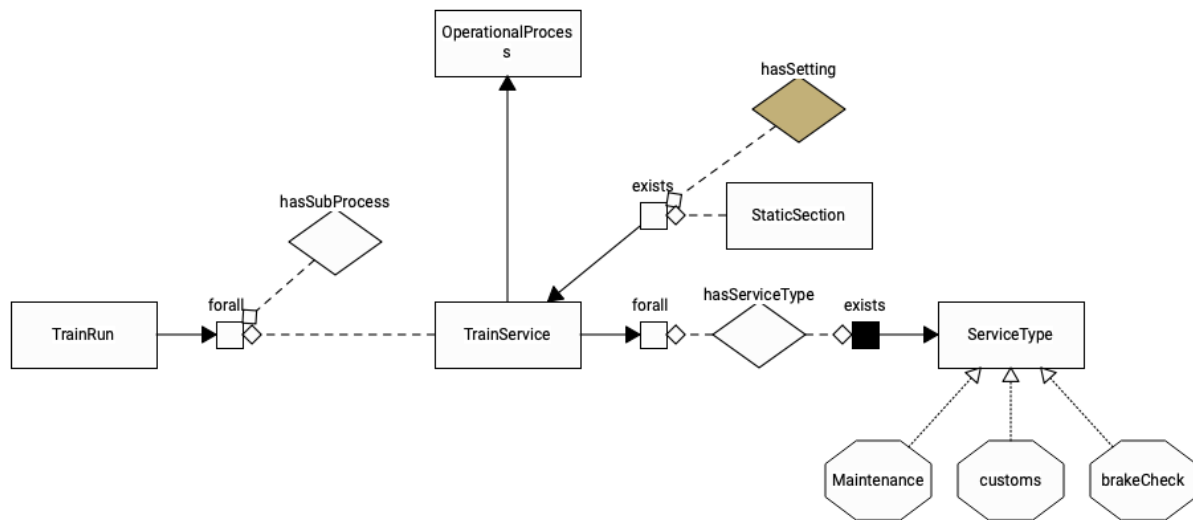 OperationalProces
s
hasSetting
exists
StaticSection
hasSubProcess
forall
TrainRun
TrainService
forall
hasServiceType
exists
ServiceType
Maintenance
customs
brakeCheck